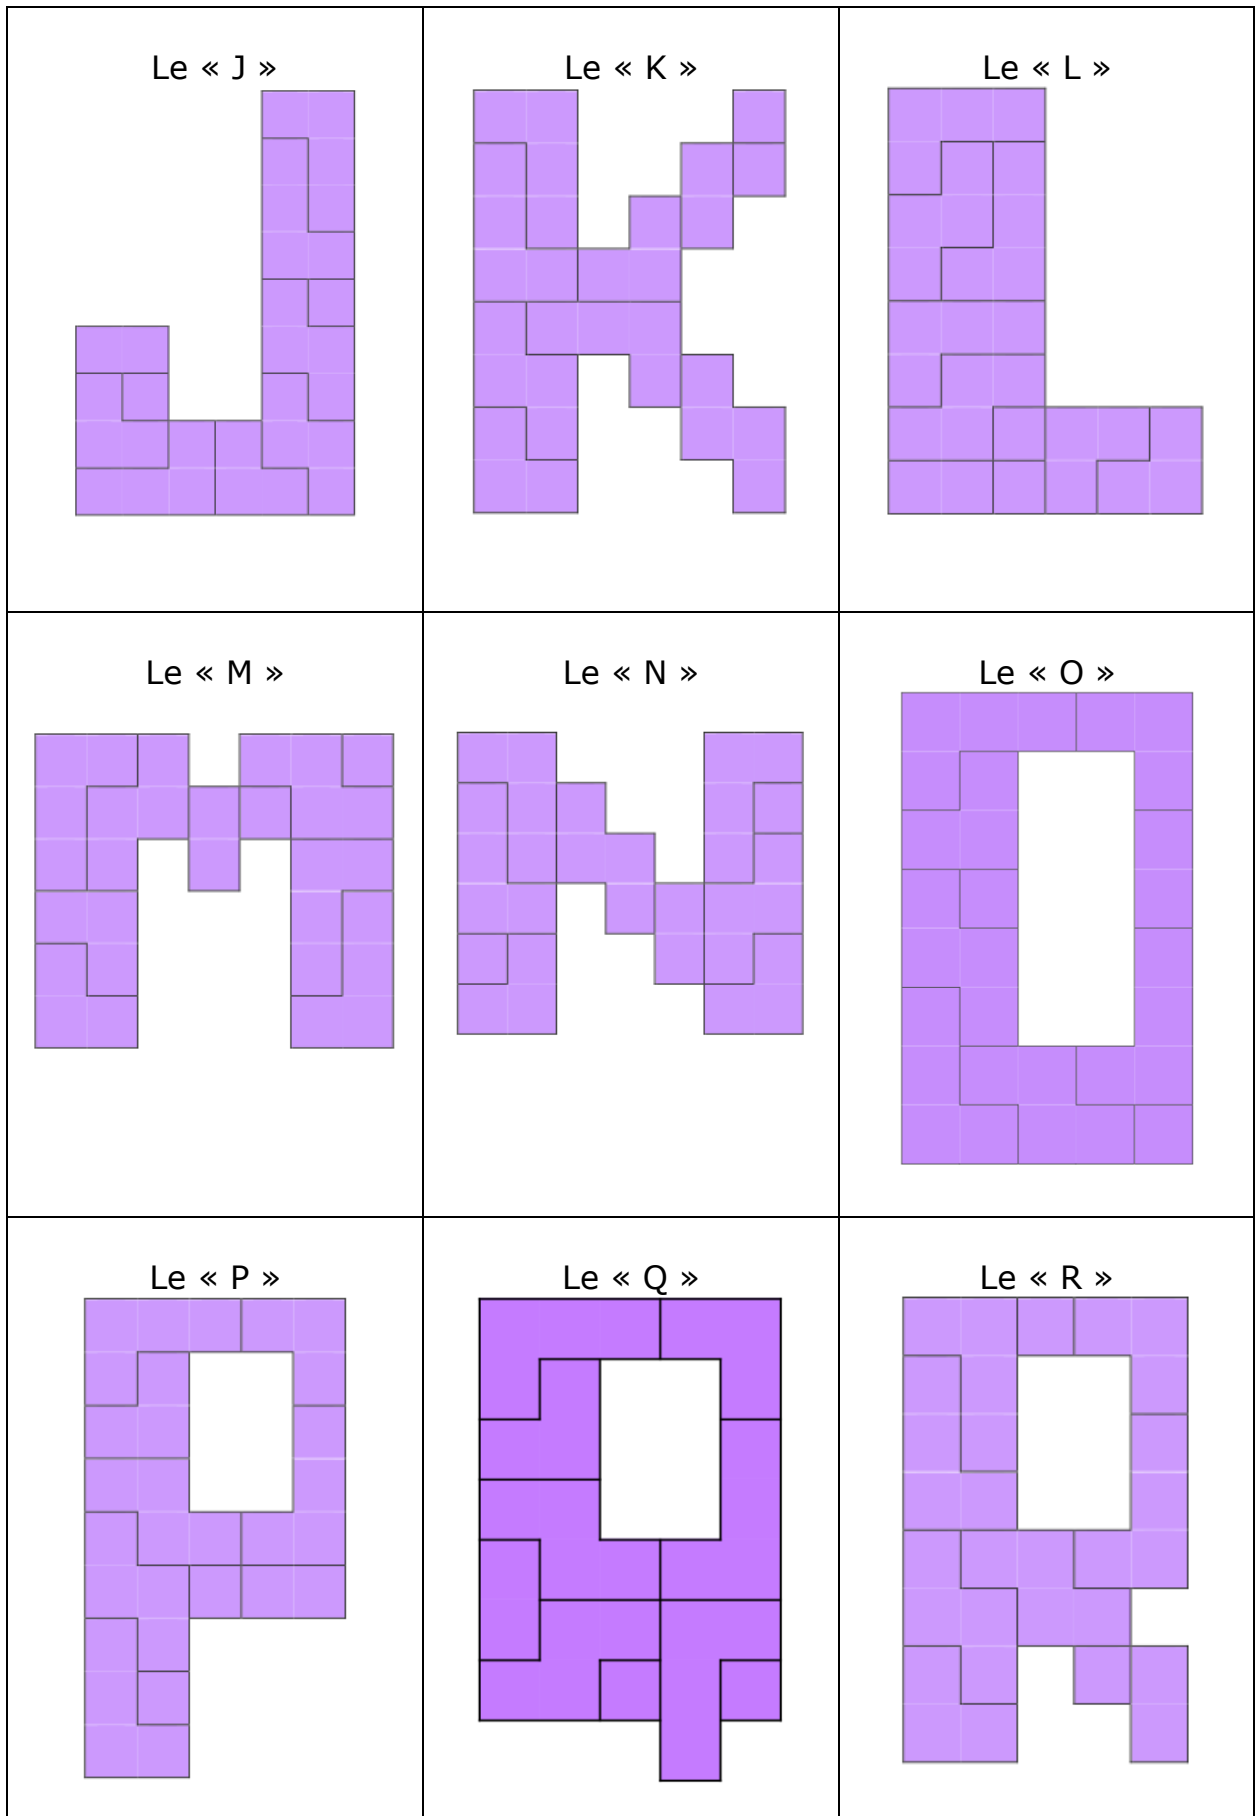 Le « J »
Le « K »
Le « L »
Le « M »
Le « N »
Le « O »
Le « P »
Le « Q »
Le « R »